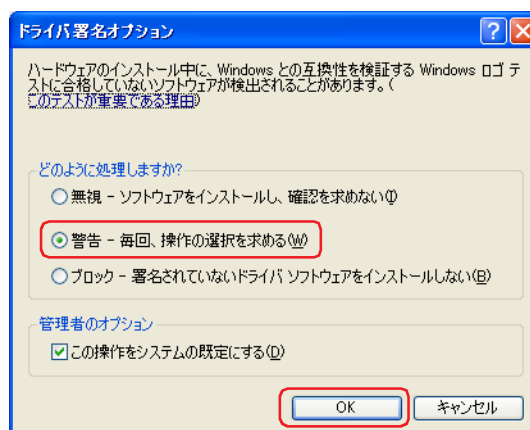 ドライバ署名オプション
ハードウェアのインストール中に、Windows との互換性を検証する Windows ロゴ テ
ストに合格していないソフトウェアが検出されることがあります。(
このテストが重要である理由)
どのように処理しますか?
無視 - ソフトウェアをインストールし、確認を求めない(I)
警告 - 毎回、操作の選択を求める(W)
ブロック - 署名されていないドライバ ソフトウェアをインストールしない(B)
管理者のオプション
この操作をシステムの既定にする(D)
OK キャンセル